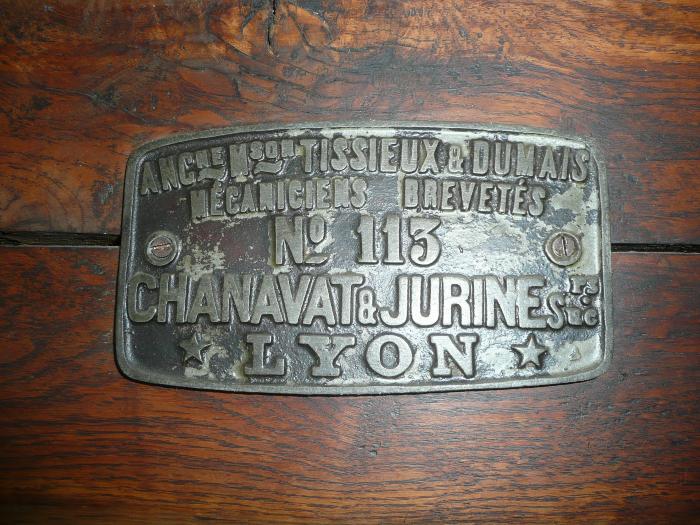 ANCNE MSON TISSIEUX & DUMAIS
MÉCANICIENS BREVETÉS
No 113
CHANAVAT & JURINE
LYON